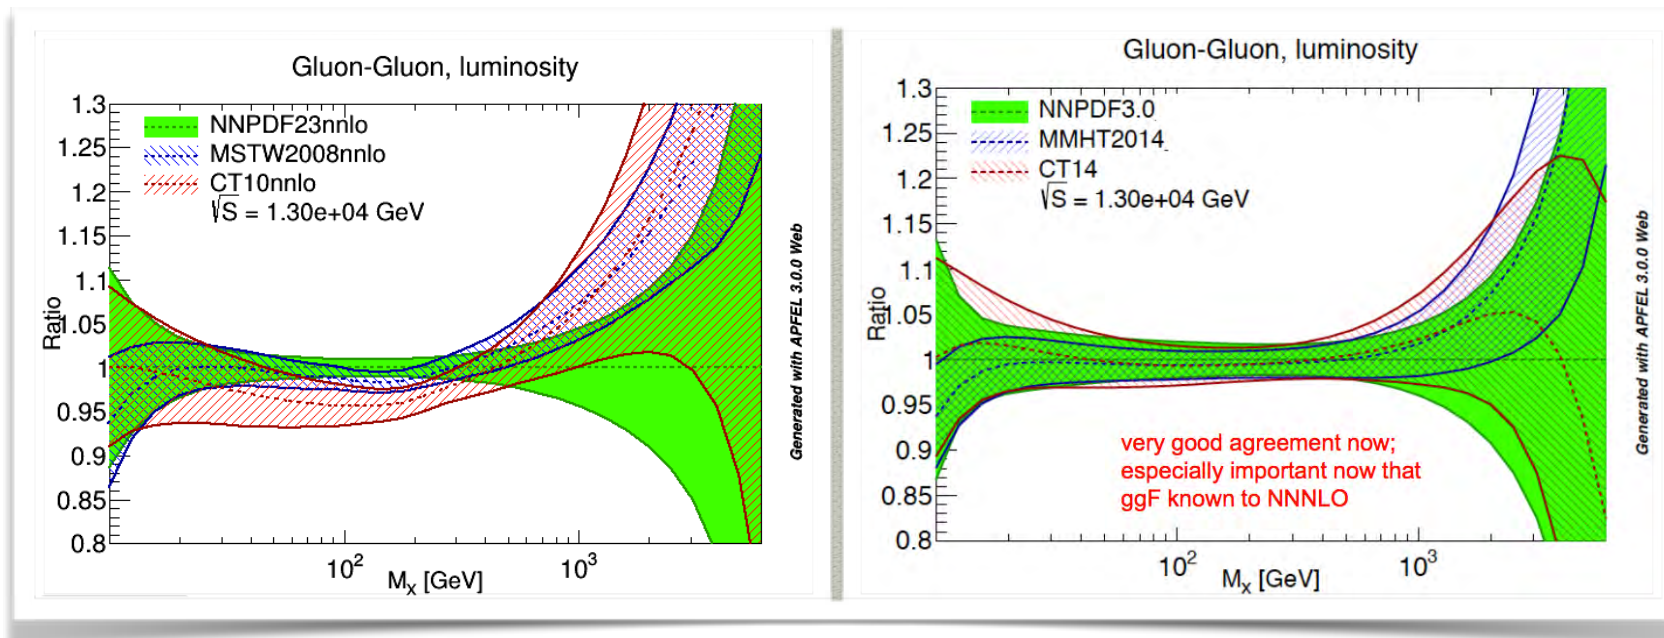 Gluon-Gluon, luminosity
1.3
1.25
1.2
1.15
1.1
1.05
1
0.95
0.9
0.85
0.8
Ratio
NNPDF23nnlo
MSTW2008nnlo
CT10nnlo
√S = 1.30e+04 GeV
10²
10³
Mx [GeV]
Generated with APFEL 3.0.0 Web
Gluon-Gluon, luminosity
1.3
1.25
1.2
1.15
1.1
1.05
1
0.95
0.9
0.85
0.8
Ratio
NNPDF3.0
MMHT2014
CT14
√S = 1.30e+04 GeV
very good agreement now;
especially important now that
ggF known to NNNLO
10²
10³
Mx [GeV]
Generated with APFEL 3.0.0 Web